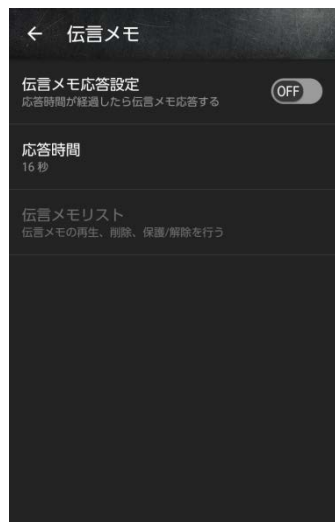 伝言メモ
伝言メモ応答設定
応答時間が経過したら伝言メモ応答する
OFF
応答時間
16 秒
伝言メモリスト
伝言メモの再生、削除、保護/解除を行う